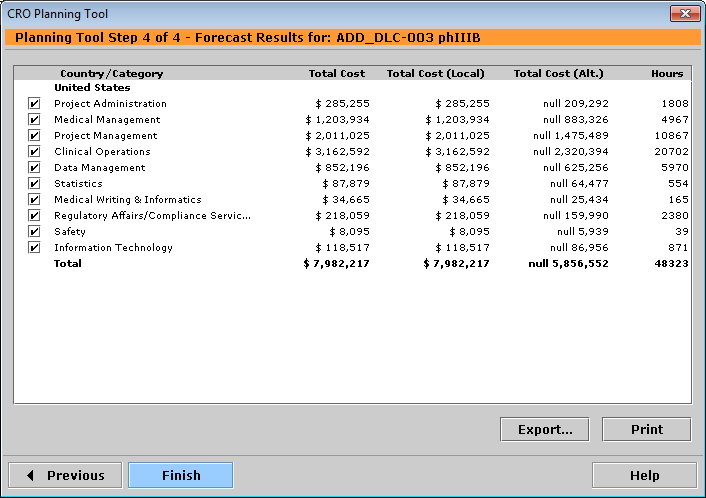 CRO Planning Tool
Planning Tool Step 4 of 4 - Forecast Results for: ADD_DLC-003 phIIIB
Country/Category Total Cost Total Cost (Local) Total Cost (Alt.) Hours
United States
Project Administration $ 285,255 $ 285,255 null 209,292 1808
Medical Management $ 1,203,934 $ 1,203,934 null 883,326 4967
Project Management $ 2,011,025 $ 2,011,025 null 1,475,489 10867
Clinical Operations $ 3,162,592 $ 3,162,592 null 2,320,394 20702
Data Management $ 852,196 $ 852,196 null 625,256 5970
Statistics $ 87,879 $ 87,879 null 64,477 554
Medical Writing & Informatics $ 34,665 $ 34,665 null 25,434 165
Regulatory Affairs/Compliance Servic... $ 218,059 $ 218,059 null 159,990 2380
Safety $ 8,095 $ 8,095 null 5,939 39
Information Technology $ 118,517 $ 118,517 null 86,956 871
Total $ 7,982,217 $ 7,982,217 null 5,856,552 48323
Export... Print
Previous Finish Help